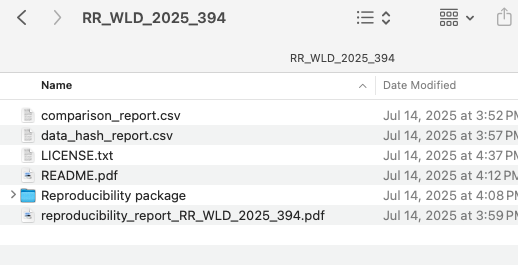 RR_WLD_2025_394
RR_WLD_2025_394
Name Date Modified
comparison_report.csv Jul 14, 2025 at 3:52 PM
data_hash_report.csv Jul 14, 2025 at 3:57 PM
LICENSE.txt Jul 14, 2025 at 4:37 PM
README.pdf Jul 14, 2025 at 4:12 PM
Reproducibility package Jul 14, 2025 at 4:08 PM
reproducibility_report_RR_WLD_2025_394.pdf Jul 14, 2025 at 3:59 PM